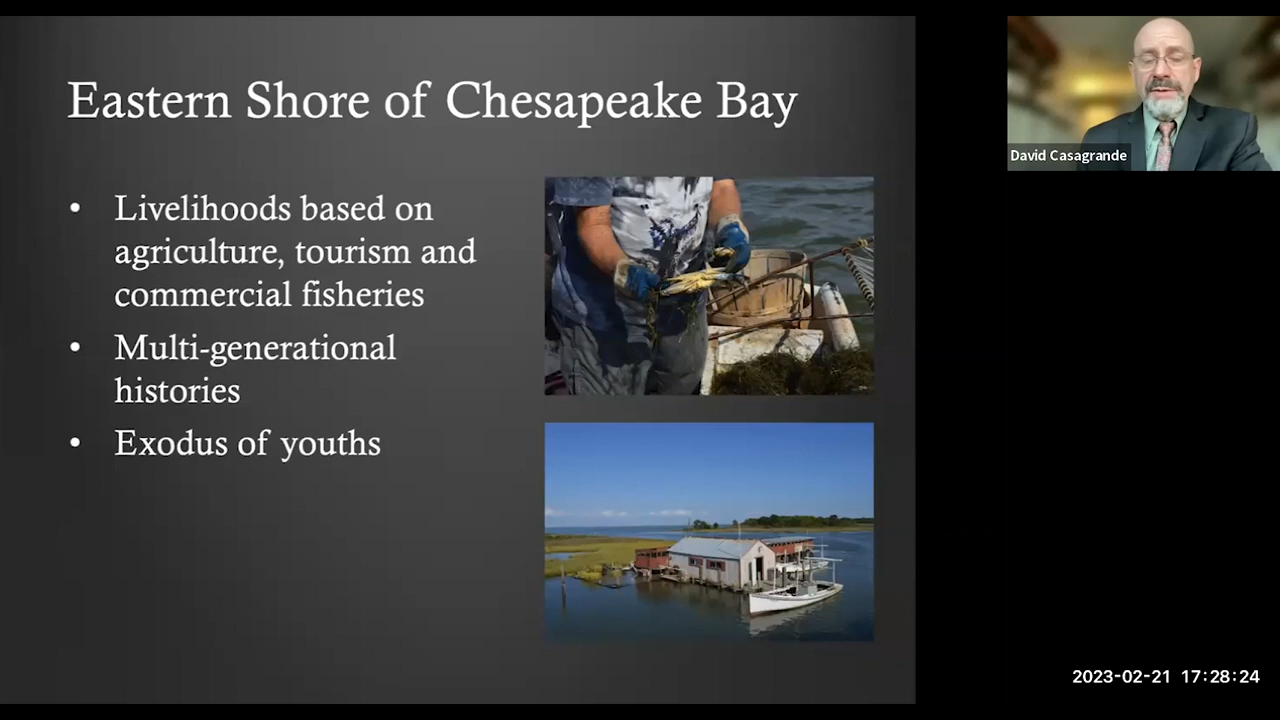 Eastern Shore of Chesapeake Bay
• Livelihoods based on
agriculture, tourism and
commercial fisheries
• Multi-generational
histories
• Exodus of youths
David Casagrande
2023-02-21 17:28:24